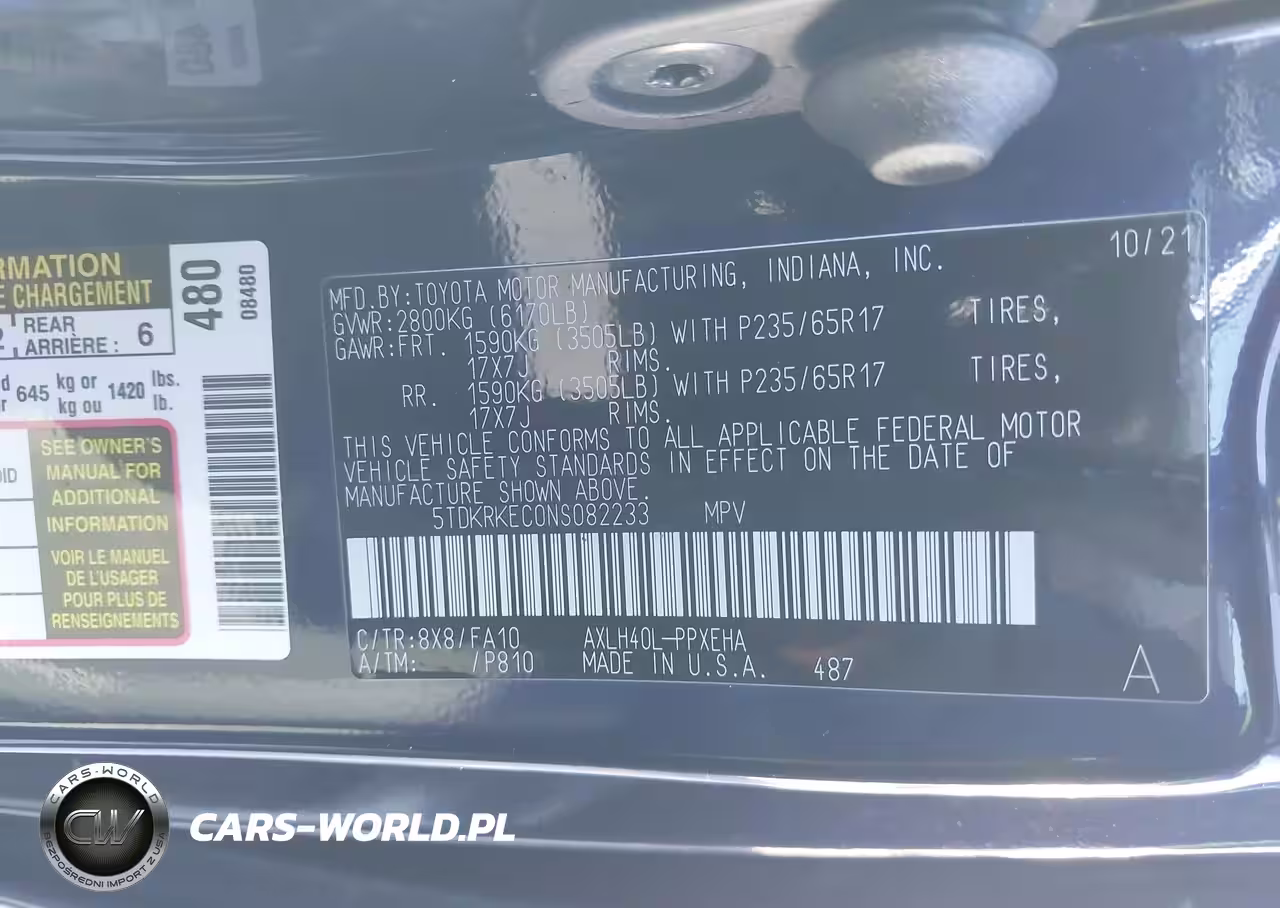 RMATION
E CHARGEMENT
REAR
ARRIÈRE : 6
645 kg or 1420 lbs.
kg ou lb.
SEE OWNER'S
MANUAL FOR
ADDITIONAL
INFORMATION
VOIR LE MANUEL
DE L'USAGER
POUR PLUS DE
RENSEIGNEMENTS
480
08480
10/21
MFD.BY:TOYOTA MOTOR MANUFACTURING, INDIANA, INC.
GVWR:2800KG (6170LB)
GAWR:FRT. 1590KG (3505LB) WITH P235/65R17 TIRES,
17X7J RIMS.
RR. 1590KG (3505LB) WITH P235/65R17 TIRES,
17X7J RIMS.
THIS VEHICLE CONFORMS TO ALL APPLICABLE FEDERAL MOTOR
VEHICLE SAFETY STANDARDS IN EFFECT ON THE DATE OF
MANUFACTURE SHOWN ABOVE.
5TDKRKEC0NS082233 MPV
C/TR:8X8/FA10 AXLH40L-PPXEHA
A/TM: /P810 MADE IN U.S.A. 487
A
CARS-WORLD
CW
BEZPOŚREDNI IMPORT Z USA
CARS-WORLD.PL